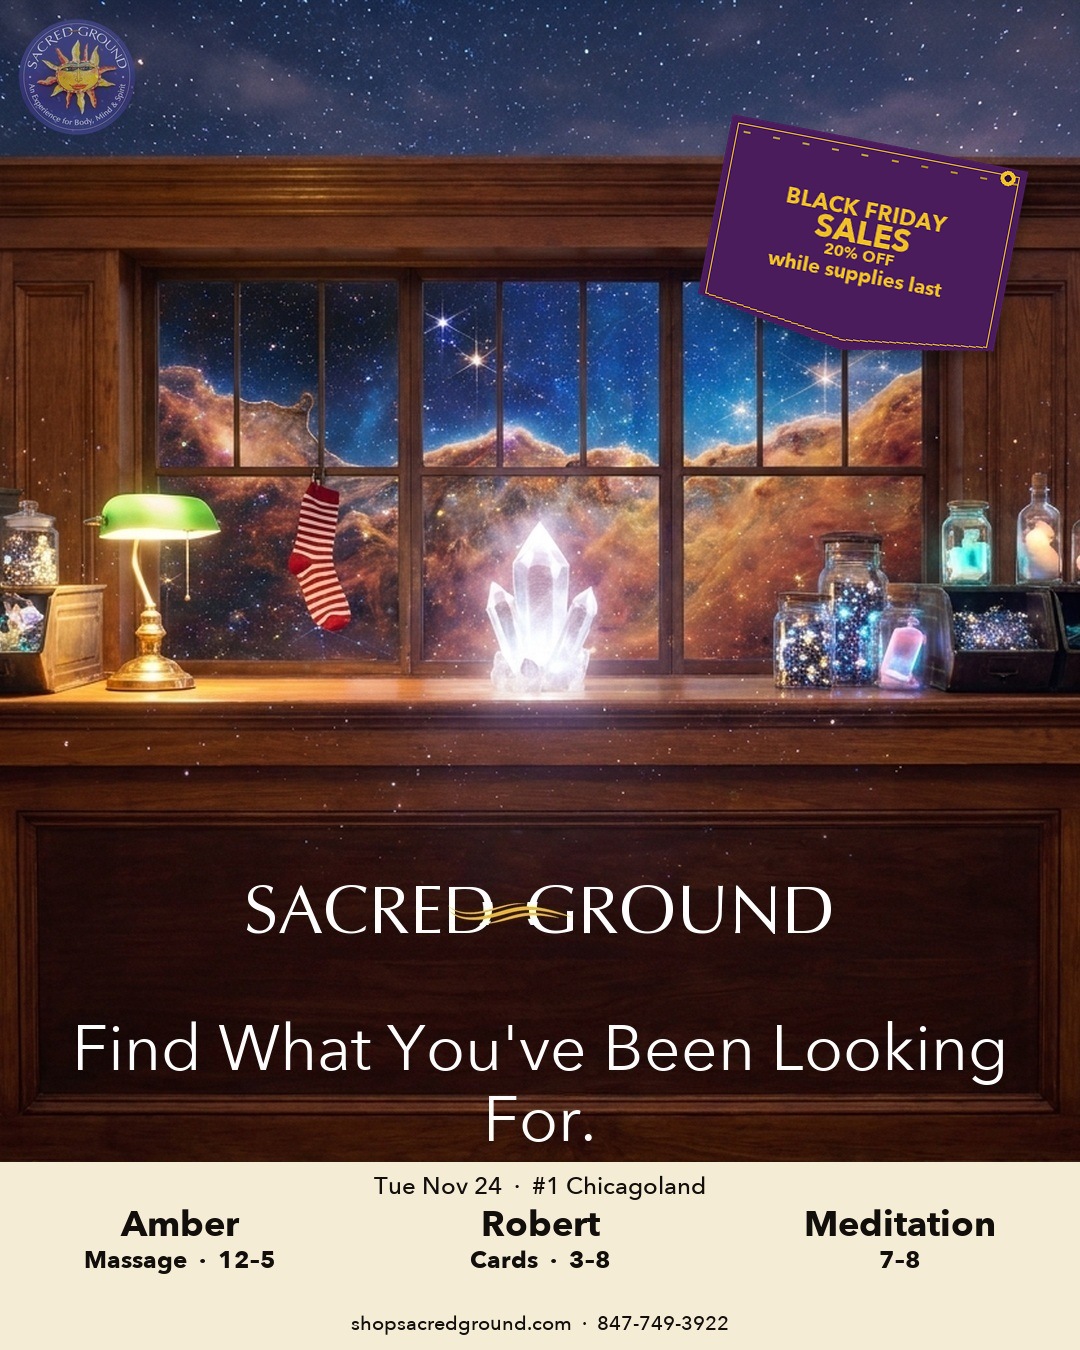 SACRED GROUND
An Experience for Body, Mind & Spirit
BLACK FRIDAY
SALES
20% OFF
while supplies last
SACRED GROUND
Find What You've Been Looking
For.
Tue Nov 24 · #1 Chicagoland
Amber
Massage · 12-5
Robert
Cards · 3-8
Meditation
7-8
shopsacredground.com · 847-749-3922